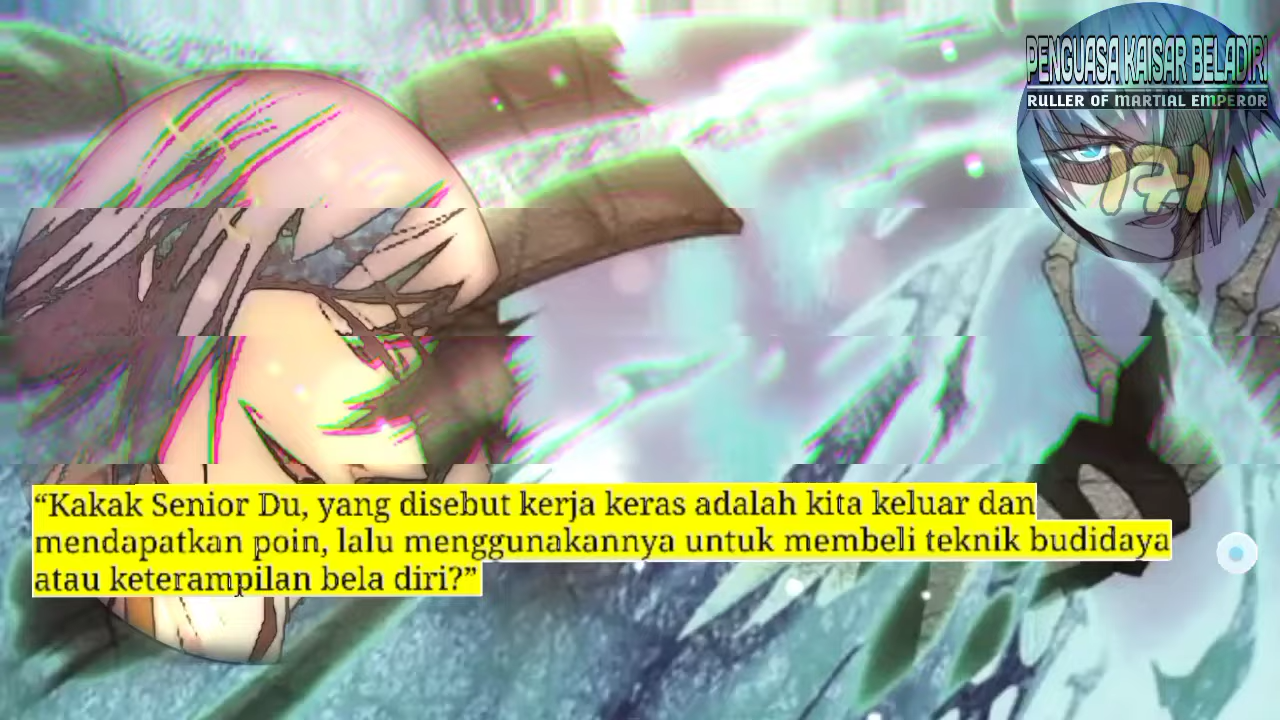 PENGUASA KAISAR BELADIRI
RULLER OF MARTIAL EMPEROR
“Kakak Senior Du, yang disebut kerja keras adalah kita keluar dan
mendapatkan poin, lalu menggunakannya untuk membeli teknik budidaya
atau keterampilan bela diri?”